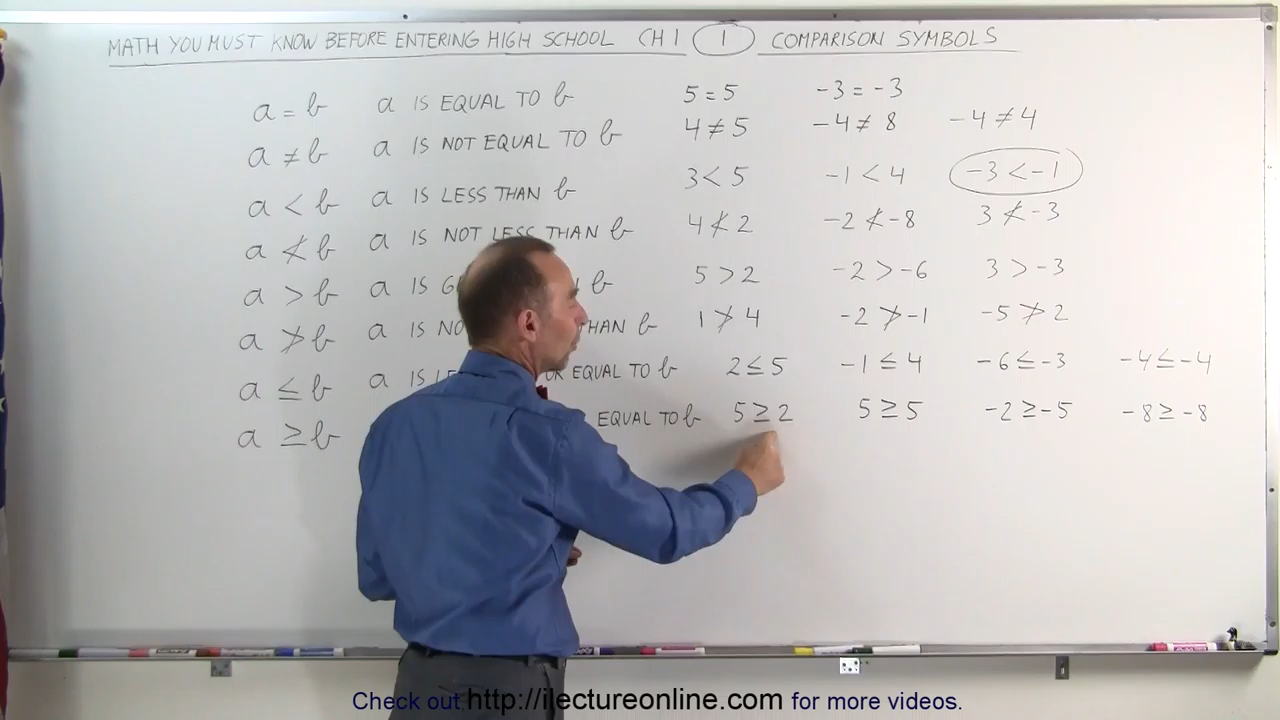 MATH YOU MUST KNOW BEFORE ENTERING HIGH SCHOOL CH 1 1 COMPARISON SYMBOLS
a = b a IS EQUAL TO b 5 = 5 -3 = -3
a ≠ b a IS NOT EQUAL TO b 4 ≠ 5 -4 ≠ 8 -4 ≠ 4
a < b a IS LESS THAN b 3 < 5 -1 < 4 -3 < -1
a ≮ b a IS NOT LESS THAN b 4 ≮ 2 -2 ≮ -8 3 ≮ -3
a > b a IS b 5 > 2 -2 > -6 3 > -3
a ≯ b a IS THAN b 1 ≯ 4 -2 ≯ -1 -5 ≯ 2
a ≤ b a IS OR EQUAL TO b 2 ≤ 5 -1 ≤ 4 -6 ≤ -3 -4 ≤ -4
a ≥ b EQUAL TO b 5 ≥ 2 5 ≥ 5 -2 ≥ -5 -8 ≥ -8
Check out http://ilectureonline.com for more videos.